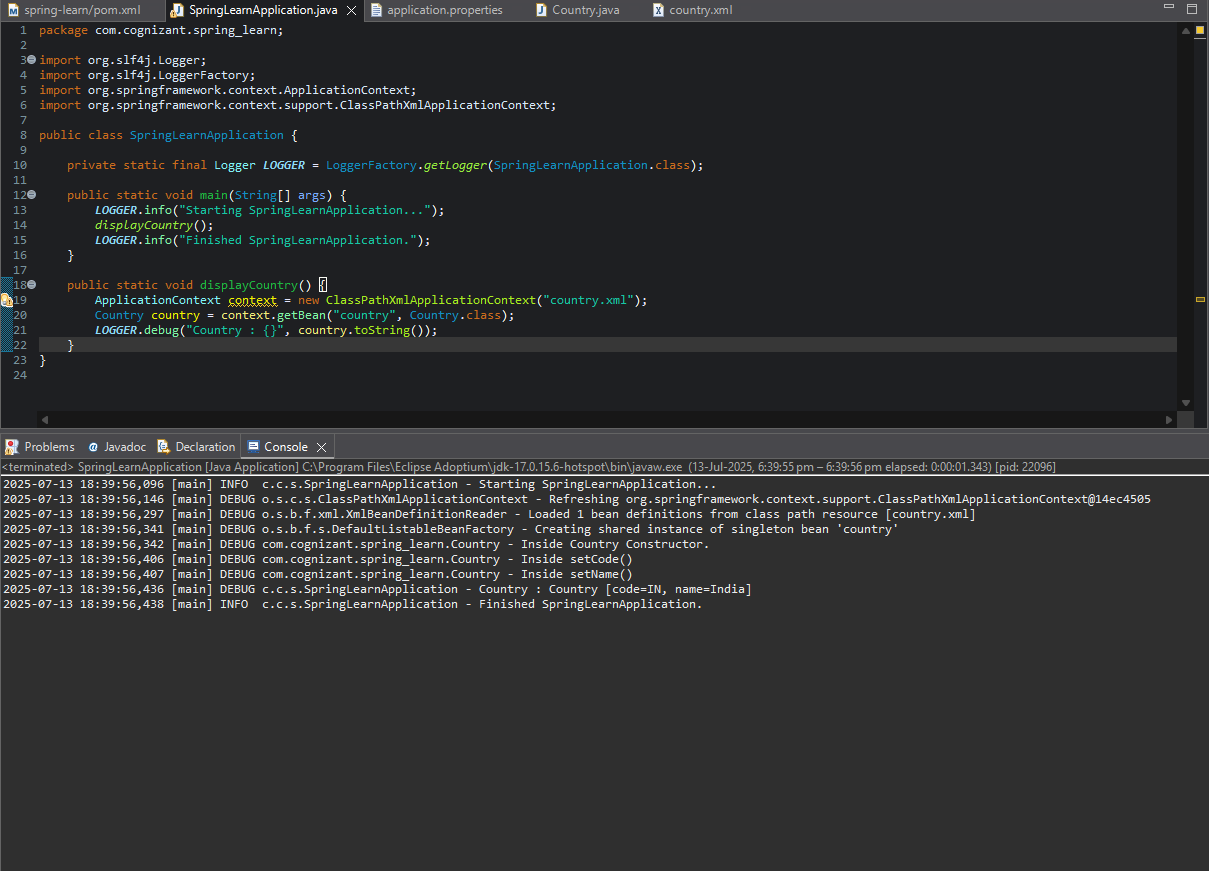 spring-learn/pom.xml SpringLearnApplication.java application.properties Country.java country.xml
1 package com.cognizant.spring_learn;
2
3 import org.slf4j.Logger;
4 import org.slf4j.LoggerFactory;
5 import org.springframework.context.ApplicationContext;
6 import org.springframework.context.support.ClassPathXmlApplicationContext;
7
8 public class SpringLearnApplication {
9
10     private static final Logger LOGGER = LoggerFactory.getLogger(SpringLearnApplication.class);
11
12     public static void main(String[] args) {
13         LOGGER.info("Starting SpringLearnApplication...");
14         displayCountry();
15         LOGGER.info("Finished SpringLearnApplication.");
16     }
17
18     public static void displayCountry() {
19         ApplicationContext context = new ClassPathXmlApplicationContext("country.xml");
20         Country country = context.getBean("country", Country.class);
21         LOGGER.debug("Country : {}", country.toString());
22     }
23 }
24
Problems Javadoc Declaration Console
<terminated> SpringLearnApplication [Java Application] C:\Program Files\Eclipse Adoptium\jdk-17.0.15.6-hotspot\bin\javaw.exe (13-Jul-2025, 6:39:55 pm – 6:39:56 pm elapsed: 0:00:01.343) [pid: 22096]
2025-07-13 18:39:56,096 [main] INFO  c.c.s.SpringLearnApplication - Starting SpringLearnApplication...
2025-07-13 18:39:56,146 [main] DEBUG o.s.c.s.ClassPathXmlApplicationContext - Refreshing org.springframework.context.support.ClassPathXmlApplicationContext@14ec4505
2025-07-13 18:39:56,297 [main] DEBUG o.s.b.f.xml.XmlBeanDefinitionReader - Loaded 1 bean definitions from class path resource [country.xml]
2025-07-13 18:39:56,341 [main] DEBUG o.s.b.f.s.DefaultListableBeanFactory - Creating shared instance of singleton bean 'country'
2025-07-13 18:39:56,342 [main] DEBUG com.cognizant.spring_learn.Country - Inside Country Constructor.
2025-07-13 18:39:56,406 [main] DEBUG com.cognizant.spring_learn.Country - Inside setCode()
2025-07-13 18:39:56,407 [main] DEBUG com.cognizant.spring_learn.Country - Inside setName()
2025-07-13 18:39:56,436 [main] DEBUG c.c.s.SpringLearnApplication - Country : Country [code=IN, name=India]
2025-07-13 18:39:56,438 [main] INFO  c.c.s.SpringLearnApplication - Finished SpringLearnApplication.